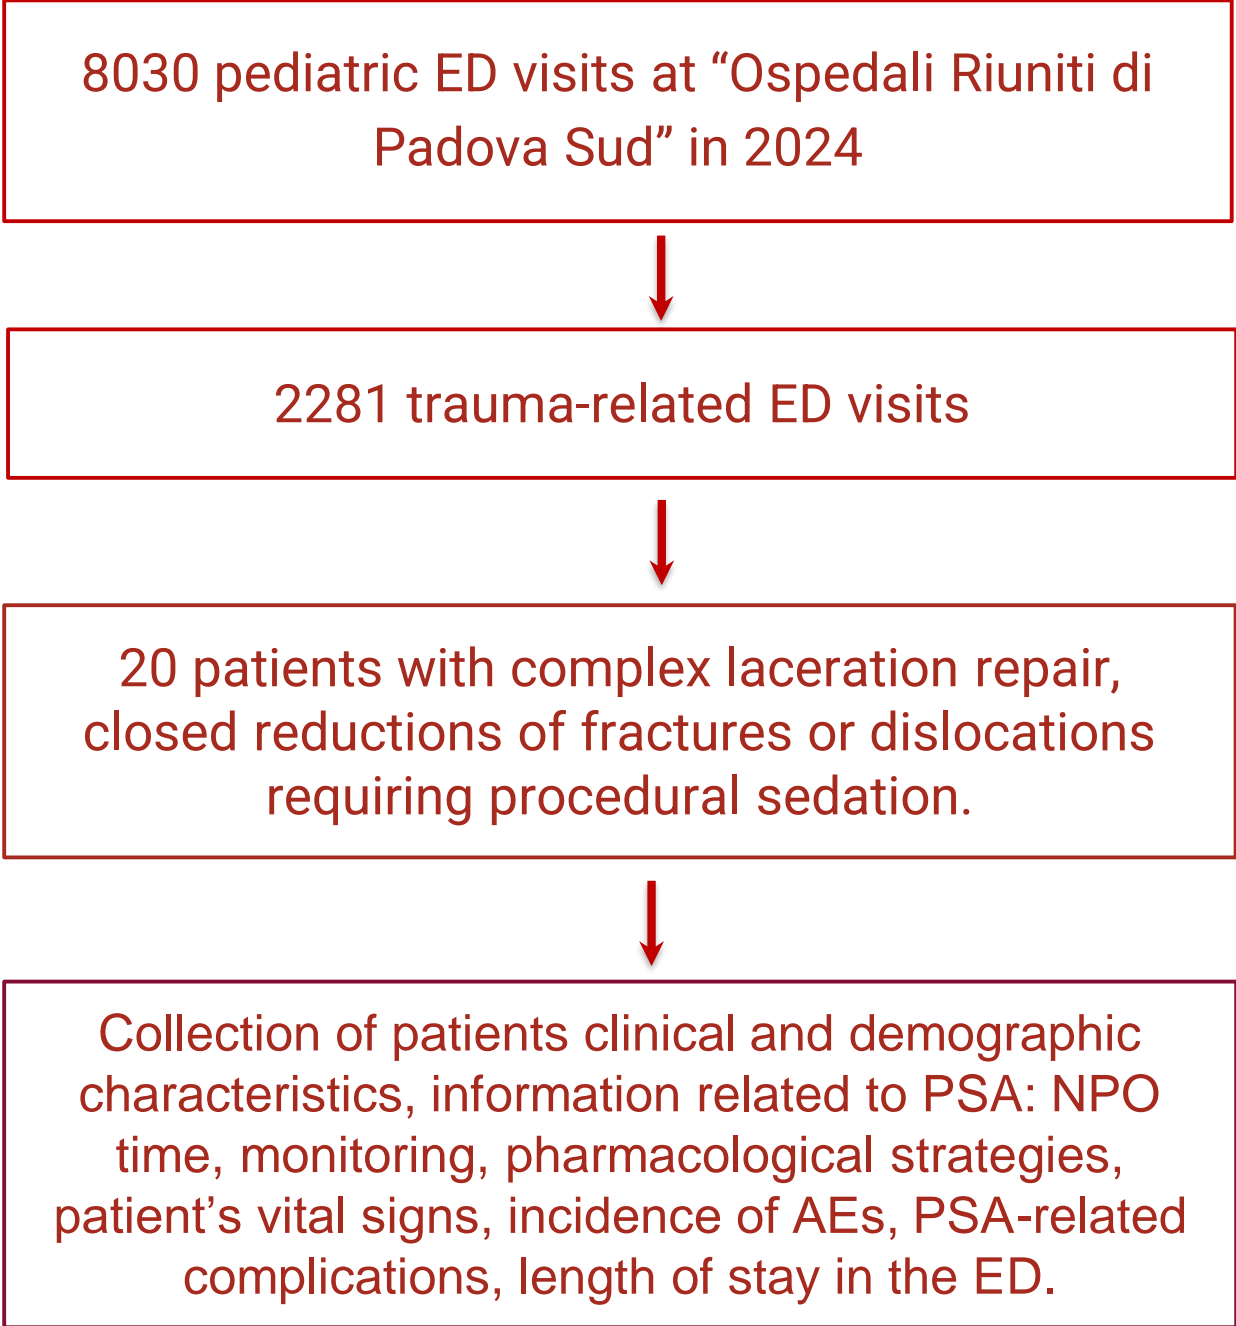 8030 pediatric ED visits at “Ospedali Riuniti di
Padova Sud” in 2024
2281 trauma-related ED visits
20 patients with complex laceration repair,
closed reductions of fractures or dislocations
requiring procedural sedation.
Collection of patients clinical and demographic
characteristics, information related to PSA: NPO
time, monitoring, pharmacological strategies,
patient’s vital signs, incidence of AEs, PSA-related
complications, length of stay in the ED.